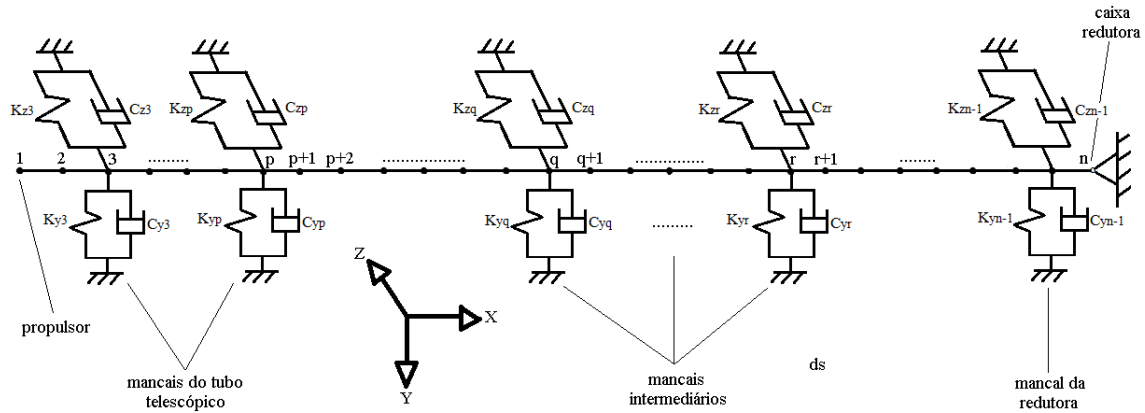 caixa
redutora
Kz3 Cz3 Kzp Czp Kzq Czq Kzr Czr Kzn-1 Czn-1
1 2 3 ........ p p+1 p+2 ................ q q+1 ........ r r+1 ........ n
Ky3 Cy3 Kyp Cyp Kyq Cyq ......... Kyr Cyr Kyn-1 Cyn-1
Z
X
Y
propulsor
mancais do tubo
telescópico
mancais
intermediários
ds
mancal da
redutora